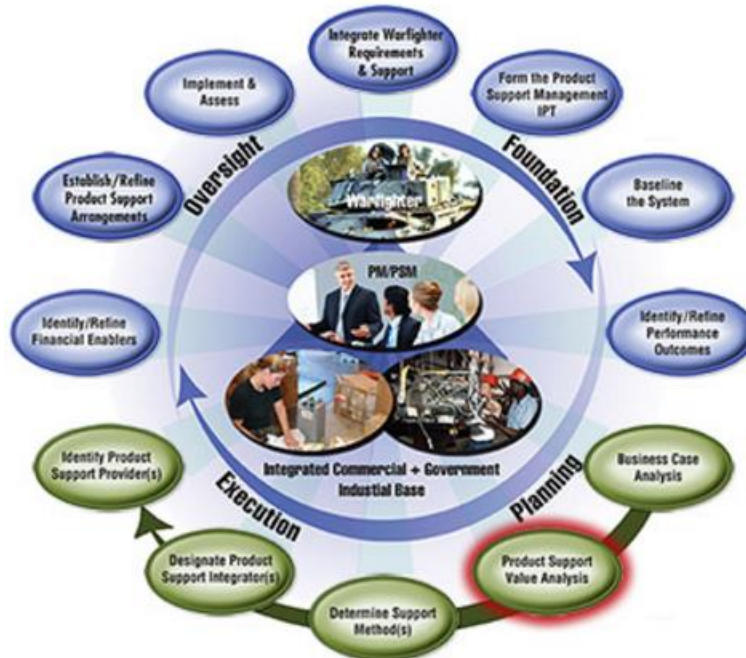 Integrate Warfighter
Requirements
& Support
Form the Product
Support Management
IPT
Baseline
the System
Identify/Refine
Performance
Outcomes
Business Case
Analysis
Product Support
Value Analysis
Determine Support
Method(s)
Designate Product
Support Integrator(s)
Identify Product
Support Provider(s)
Identify/Refine
Financial Enablers
Establish/Refine
Product Support
Arrangements
Implement &
Assess
Oversight
Foundation
Planning
Execution
Warfighter
PM/PSM
Integrated Commercial + Government
Industial Base